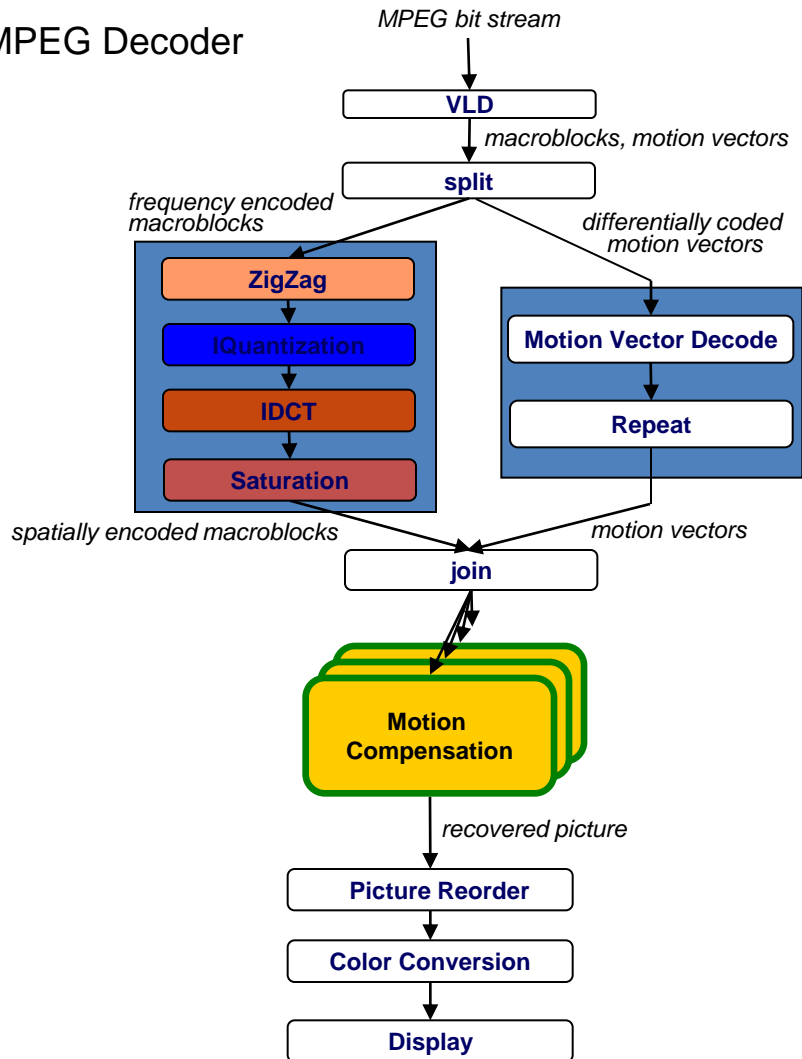 MPEG Decoder
MPEG bit stream
VLD
macroblocks, motion vectors
split
frequency encoded
macroblocks
differentially coded
motion vectors
ZigZag
IQuantization
IDCT
Saturation
Motion Vector Decode
Repeat
spatially encoded macroblocks
motion vectors
join
Motion
Compensation
recovered picture
Picture Reorder
Color Conversion
Display